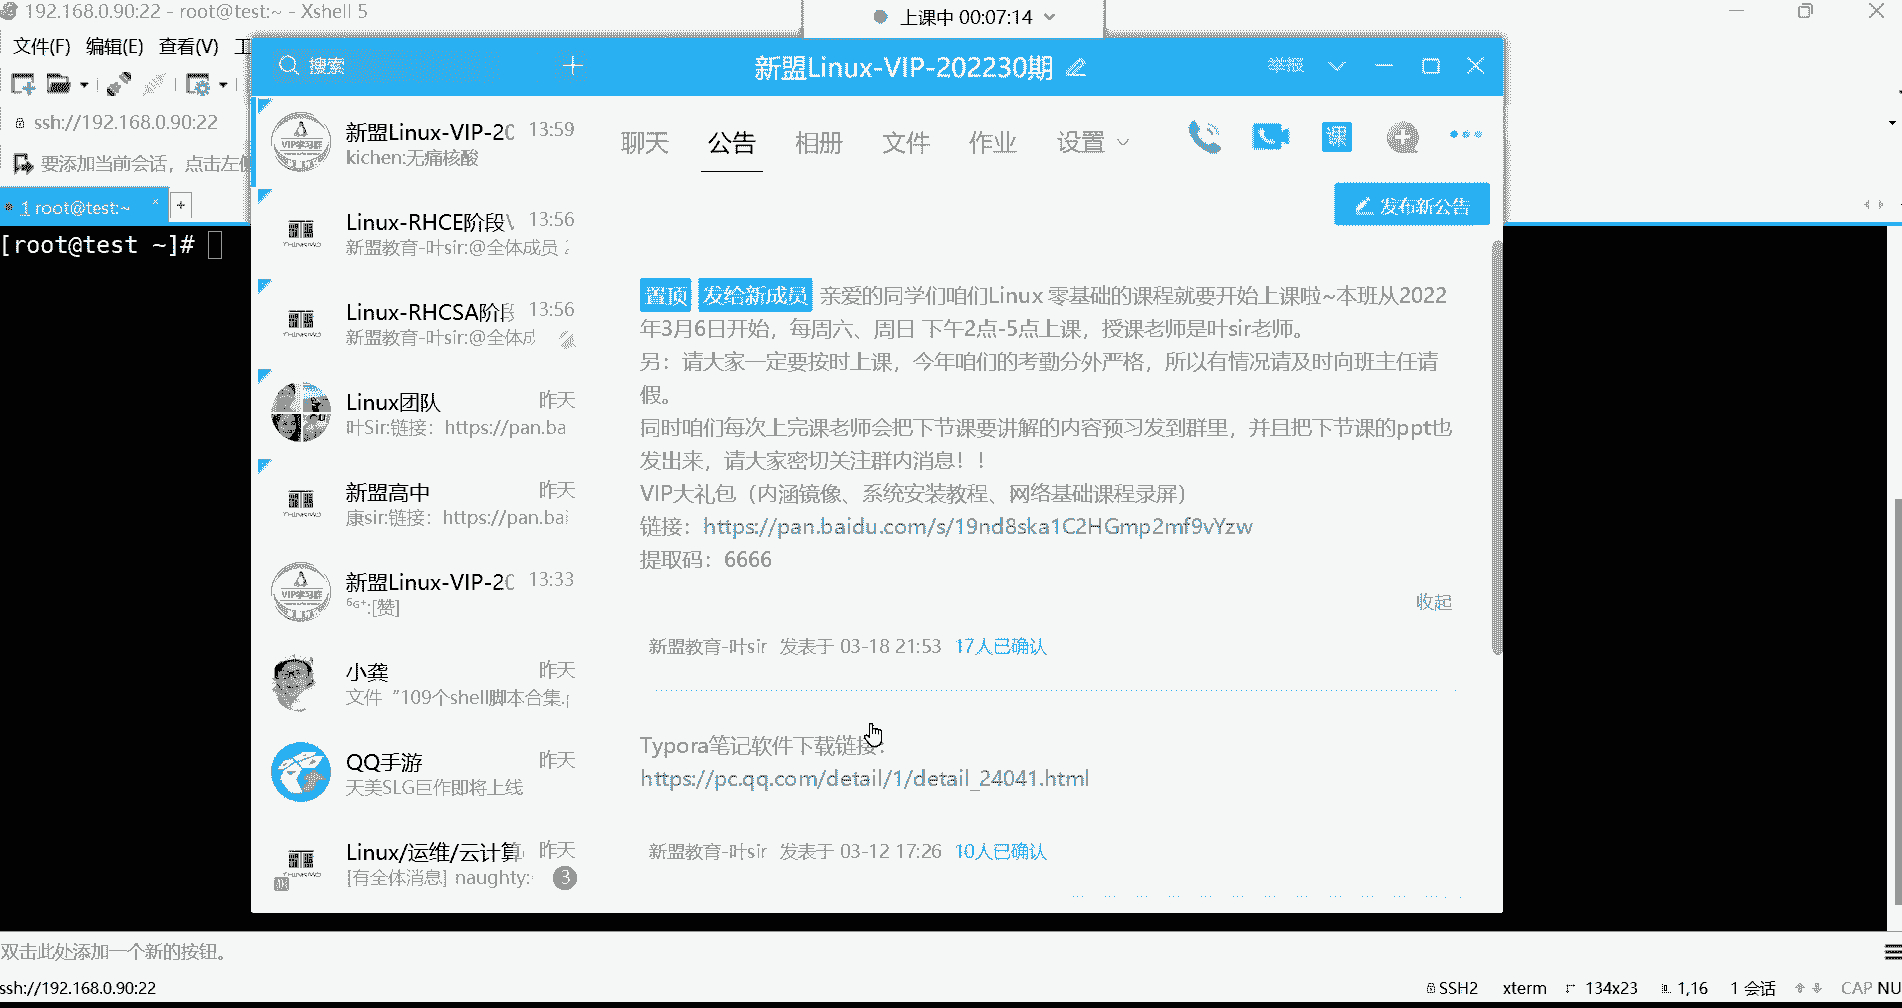 192.168.0.90:22 - root@test:~ - Xshell 5
上课中 00:07:14
文件(F) 编辑(E) 查看(V) 工
ssh://192.168.0.90:22
要添加当前会话，点击左侧
1 root@test:~
[root@test ~]#
搜索
新盟Linux-VIP-202230期
举报
新盟Linux-VIP-20 13:59
kichen:无痛核酸
Linux-RHCE阶段V 13:56
新盟教育-叶sir:@全体成员 2
Linux-RHCSA阶段 13:56
新盟教育-叶sir:@全体成
Linux团队 昨天
叶Sir:链接：https://pan.ba
新盟高中 昨天
康sir:链接：https://pan.bai
新盟Linux-VIP-20 13:33
⁶ᴳ⁺:[赞]
小龚 昨天
文件“109个shell脚本合集.
QQ手游 昨天
天美SLG巨作即将上线
Linux/运维/云计算 昨天
[有全体消息] naughty: 3
聊天 公告 相册 文件 作业 设置
课
发布新公告
置顶 发给新成员 亲爱的同学们咱们Linux 零基础的课程就要开始上课啦~本班从2022
年3月6日开始，每周六、周日 下午2点-5点上课，授课老师是叶sir老师。
另：请大家一定要按时上课，今年咱们的考勤分外严格，所以有情况请及时向班主任请
假。
同时咱们每次上完课老师会把下节课要讲解的内容预习发到群里，并且把下节课的ppt也
发出来，请大家密切关注群内消息！！
VIP大礼包（内涵镜像、系统安装教程、网络基础课程录屏）
链接：https://pan.baidu.com/s/19nd8ska1C2HGmp2mf9vYzw
提取码：6666
收起
新盟教育-叶sir 发表于 03-18 21:53 17人已确认
Typora笔记软件下载链接：
https://pc.qq.com/detail/1/detail_24041.html
新盟教育-叶sir 发表于 03-12 17:26 10人已确认
双击此处添加一个新的按钮。
ssh://192.168.0.90:22
SSH2 xterm 134x23 1,16 1 会话 CAP NU